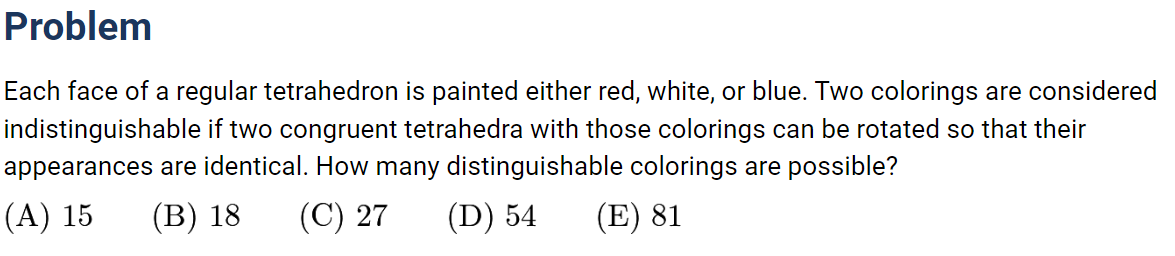 Problem
Each face of a regular tetrahedron is painted either red, white, or blue. Two colorings are considered
indistinguishable if two congruent tetrahedra with those colorings can be rotated so that their
appearances are identical. How many distinguishable colorings are possible?
(A) 15 (B) 18 (C) 27 (D) 54 (E) 81